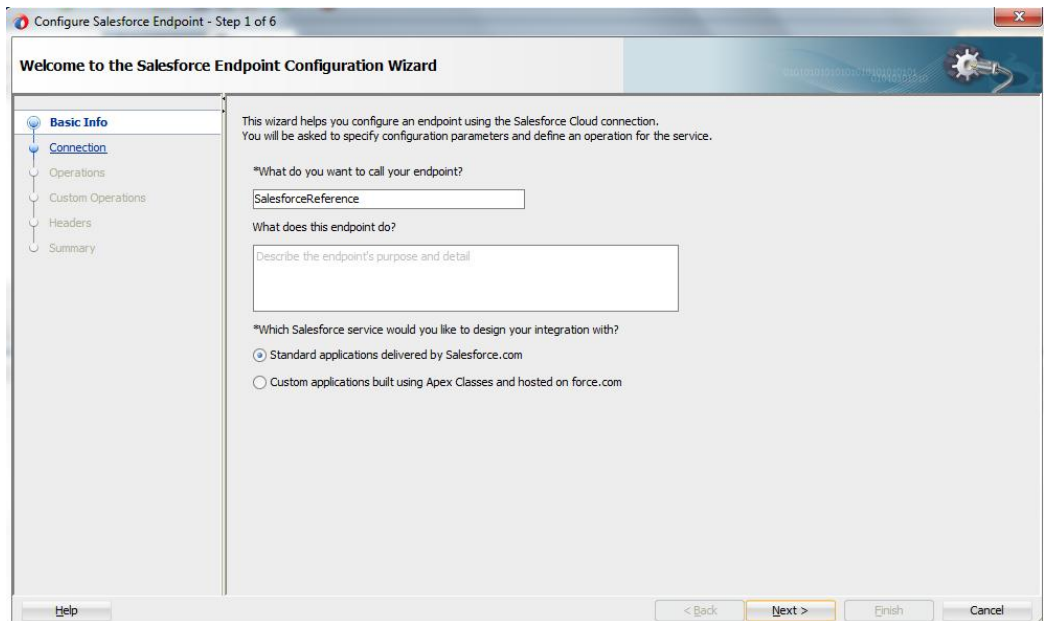 Configure Salesforce Endpoint - Step 1 of 6
Welcome to the Salesforce Endpoint Configuration Wizard
Basic Info
Connection
Operations
Custom Operations
Headers
Summary
This wizard helps you configure an endpoint using the Salesforce Cloud connection.
You will be asked to specify configuration parameters and define an operation for the service.
*What do you want to call your endpoint?
SalesforceReference
What does this endpoint do?
Describe the endpoint's purpose and detail
*Which Salesforce service would you like to design your integration with?
Standard applications delivered by Salesforce.com
Custom applications built using Apex Classes and hosted on force.com
Help
< Back
Next >
Finish
Cancel